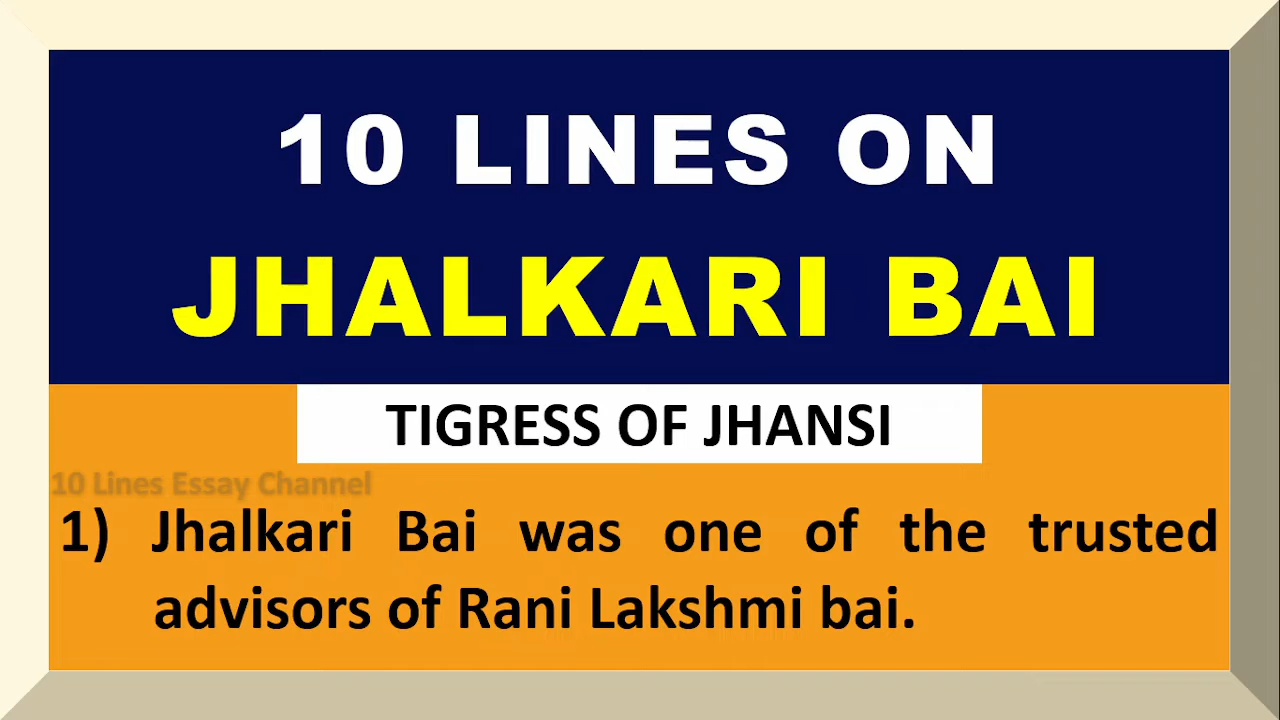 10 LINES ON
JHALKARI BAI
TIGRESS OF JHANSI
10 Lines Essay Channel
1) Jhalkari Bai was one of the trusted
advisors of Rani Lakshmi bai.